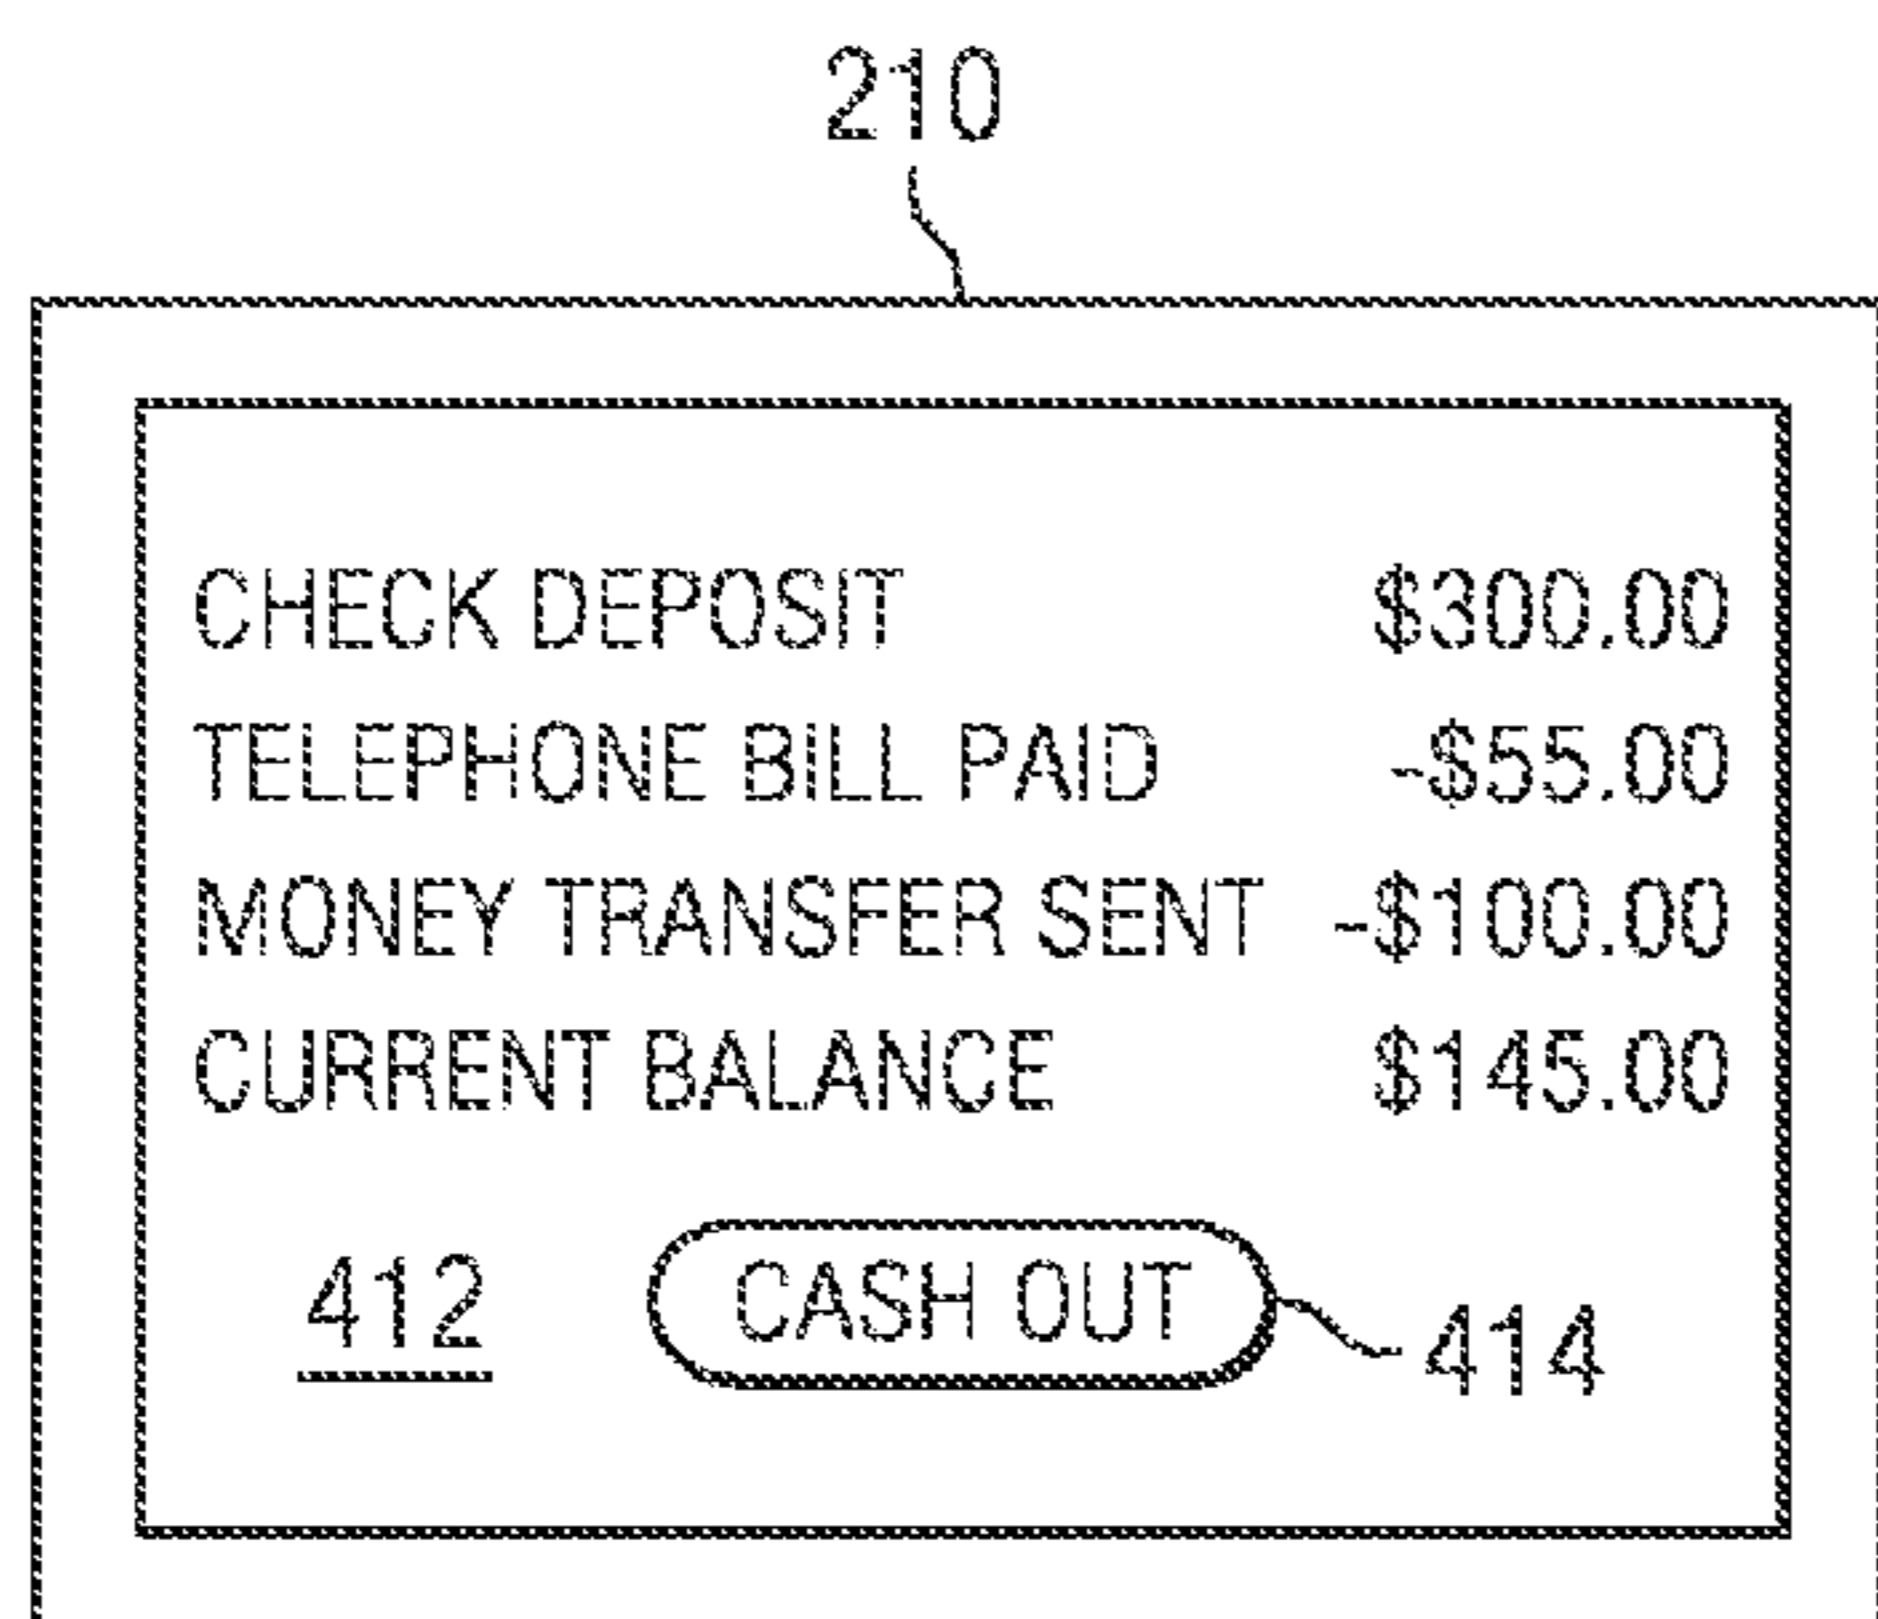 210
CHECK DEPOSIT $300.00
TELEPHONE BILL PAID -$55.00
MONEY TRANSFER SENT -$100.00
CURRENT BALANCE $145.00
412 CASH OUT 414